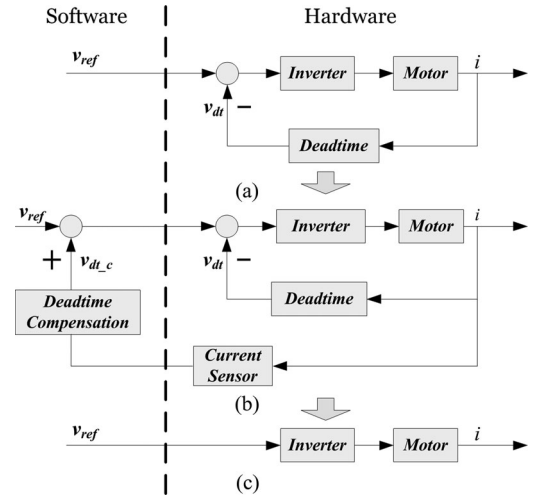 Software Hardware
v_ref i
Inverter Motor
v_dt −
Deadtime
(a)
v_ref i
Inverter Motor
+ v_dt_c v_dt −
Deadtime
Deadtime
Compensation
Current
Sensor
(b)
v_ref i
Inverter Motor
(c)